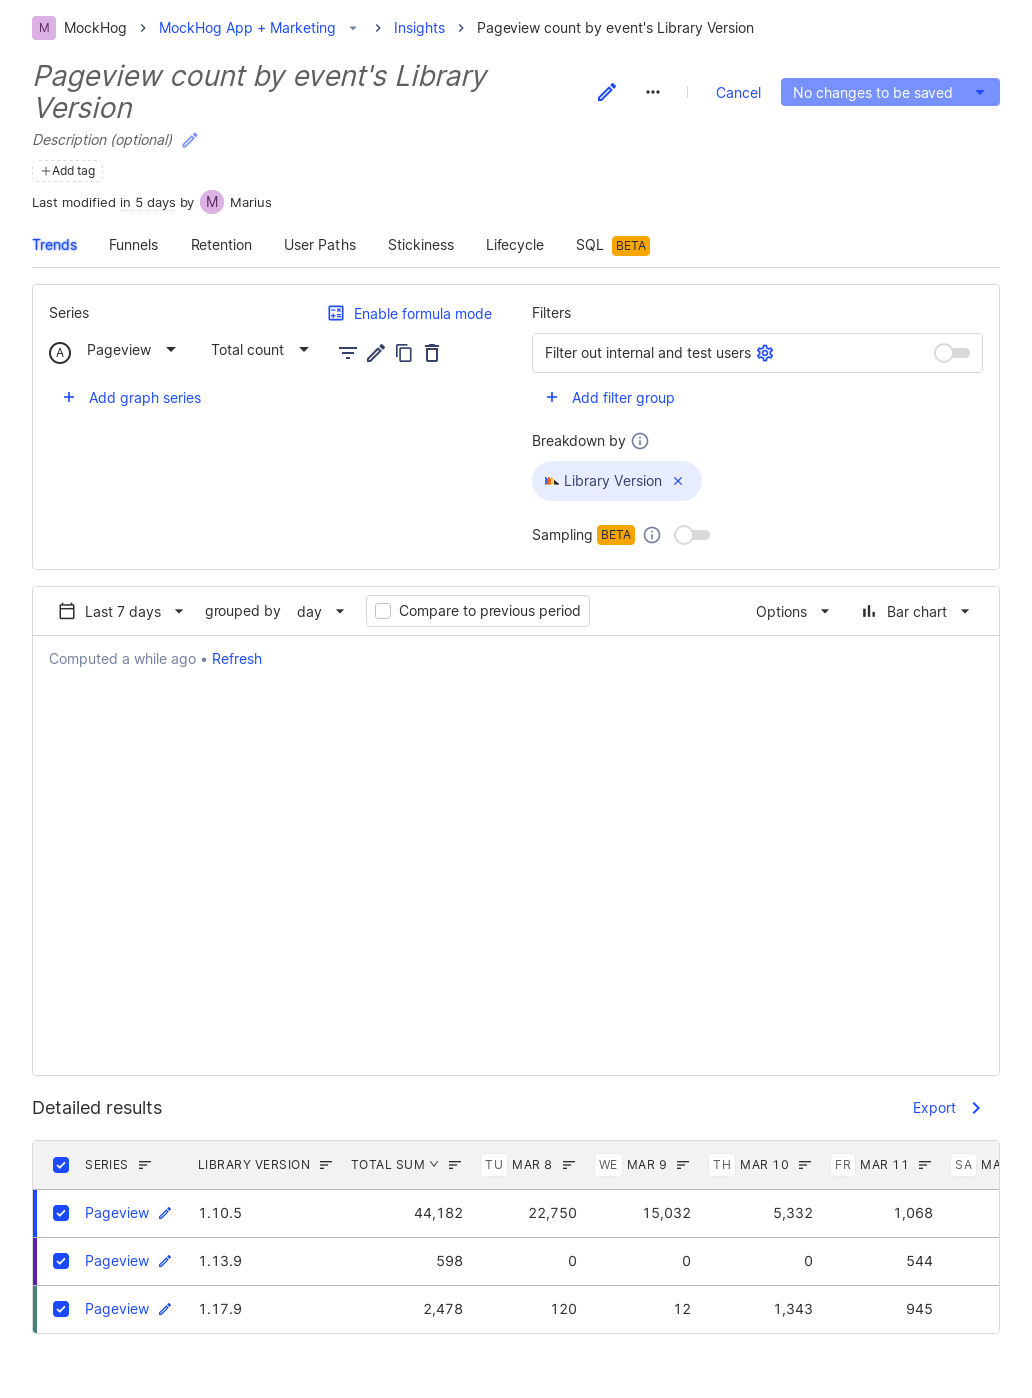 M MockHog MockHog App + Marketing Insights Pageview count by event's Library Version
Pageview count by event's Library
Version
Cancel No changes to be saved
Description (optional)
Add tag
Last modified in 5 days by M Marius
Trends Funnels Retention User Paths Stickiness Lifecycle SQL BETA
Series Enable formula mode
A Pageview Total count
Add graph series
Filters
Filter out internal and test users
Add filter group
Breakdown by
Library Version
Sampling BETA
Last 7 days grouped by day Compare to previous period Options Bar chart
Computed a while ago • Refresh
Detailed results Export
SERIES LIBRARY VERSION TOTAL SUM TU MAR 8 WE MAR 9 TH MAR 10 FR MAR 11 SA MA
Pageview 1.10.5 44,182 22,750 15,032 5,332 1,068
Pageview 1.13.9 598 0 0 0 544
Pageview 1.17.9 2,478 120 12 1,343 945